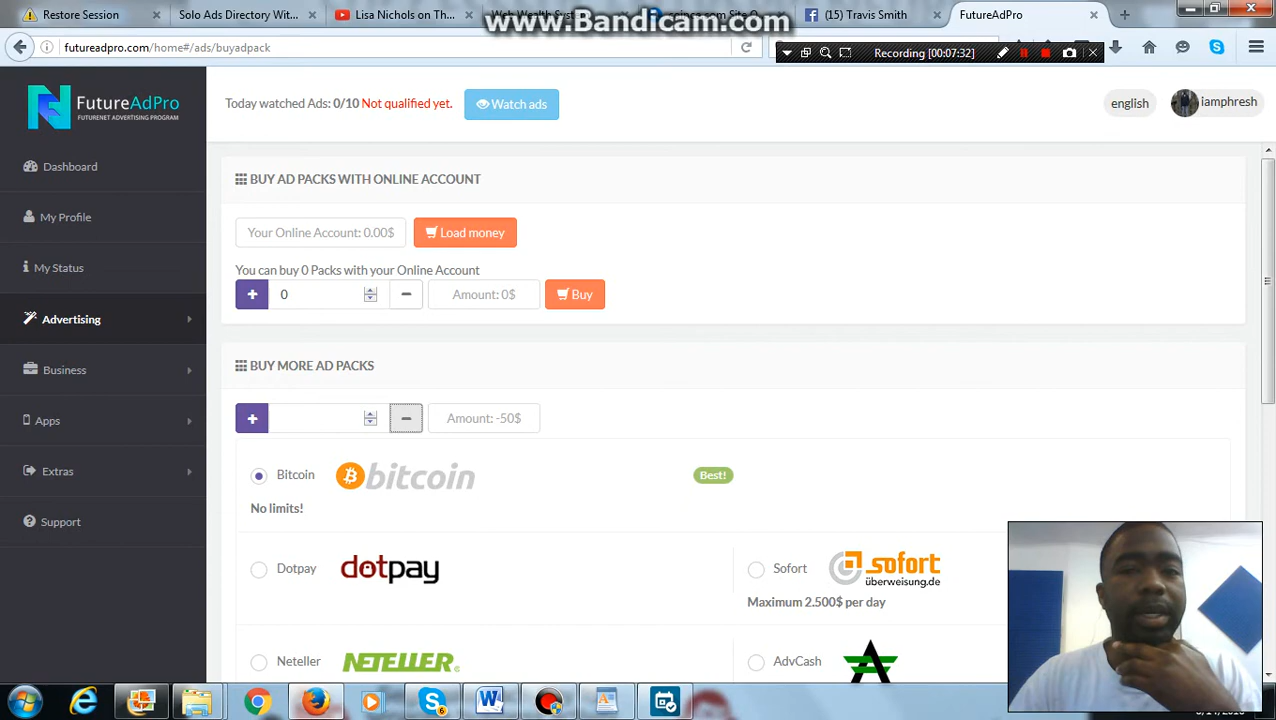 www.Bandicam.com
Restore Session
Solo Ads Directory Wit...
Lisa Nichols on Th...
(15) Travis Smith
FutureAdPro
futureadpro.com/home#/ads/buyadpack
Recording [00:07:32]
FutureAdPro
FUTURENET ADVERTISING PROGRAM
Today watched Ads: 0/10 Not qualified yet.
Watch ads
english
iamphresh
Dashboard
My Profile
My Status
Advertising
Business
Apps
Extras
Support
BUY AD PACKS WITH ONLINE ACCOUNT
Your Online Account: 0.00$
Load money
You can buy 0 Packs with your Online Account
0
Amount: 0$
Buy
BUY MORE AD PACKS
Amount: -50$
Bitcoin
bitcoin
Best!
No limits!
Dotpay
dotpay
Sofort
sofort
überweisung.de
Maximum 2.500$ per day
Neteller
NETELLER
AdvCash